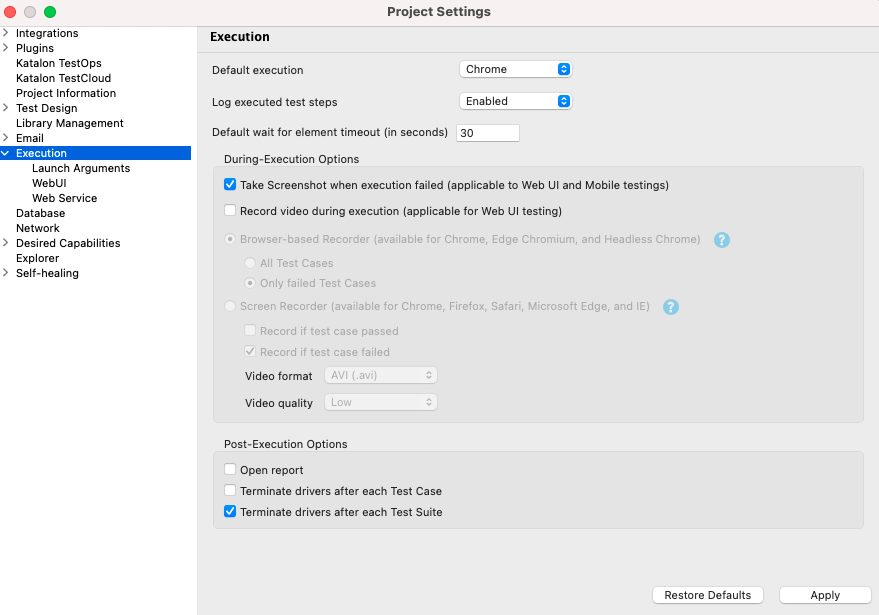 Project Settings
Integrations
Plugins
Katalon TestOps
Katalon TestCloud
Project Information
Test Design
Library Management
Email
Execution
Launch Arguments
WebUI
Web Service
Database
Network
Desired Capabilities
Explorer
Self-healing
Execution
Default execution Chrome
Log executed test steps Enabled
Default wait for element timeout (in seconds) 30
During-Execution Options
Take Screenshot when execution failed (applicable to Web UI and Mobile testings)
Record video during execution (applicable for Web UI testing)
Browser-based Recorder (available for Chrome, Edge Chromium, and Headless Chrome) ?
All Test Cases
Only failed Test Cases
Screen Recorder (available for Chrome, Firefox, Safari, Microsoft Edge, and IE) ?
Record if test case passed
Record if test case failed
Video format AVI (.avi)
Video quality Low
Post-Execution Options
Open report
Terminate drivers after each Test Case
Terminate drivers after each Test Suite
Restore Defaults Apply